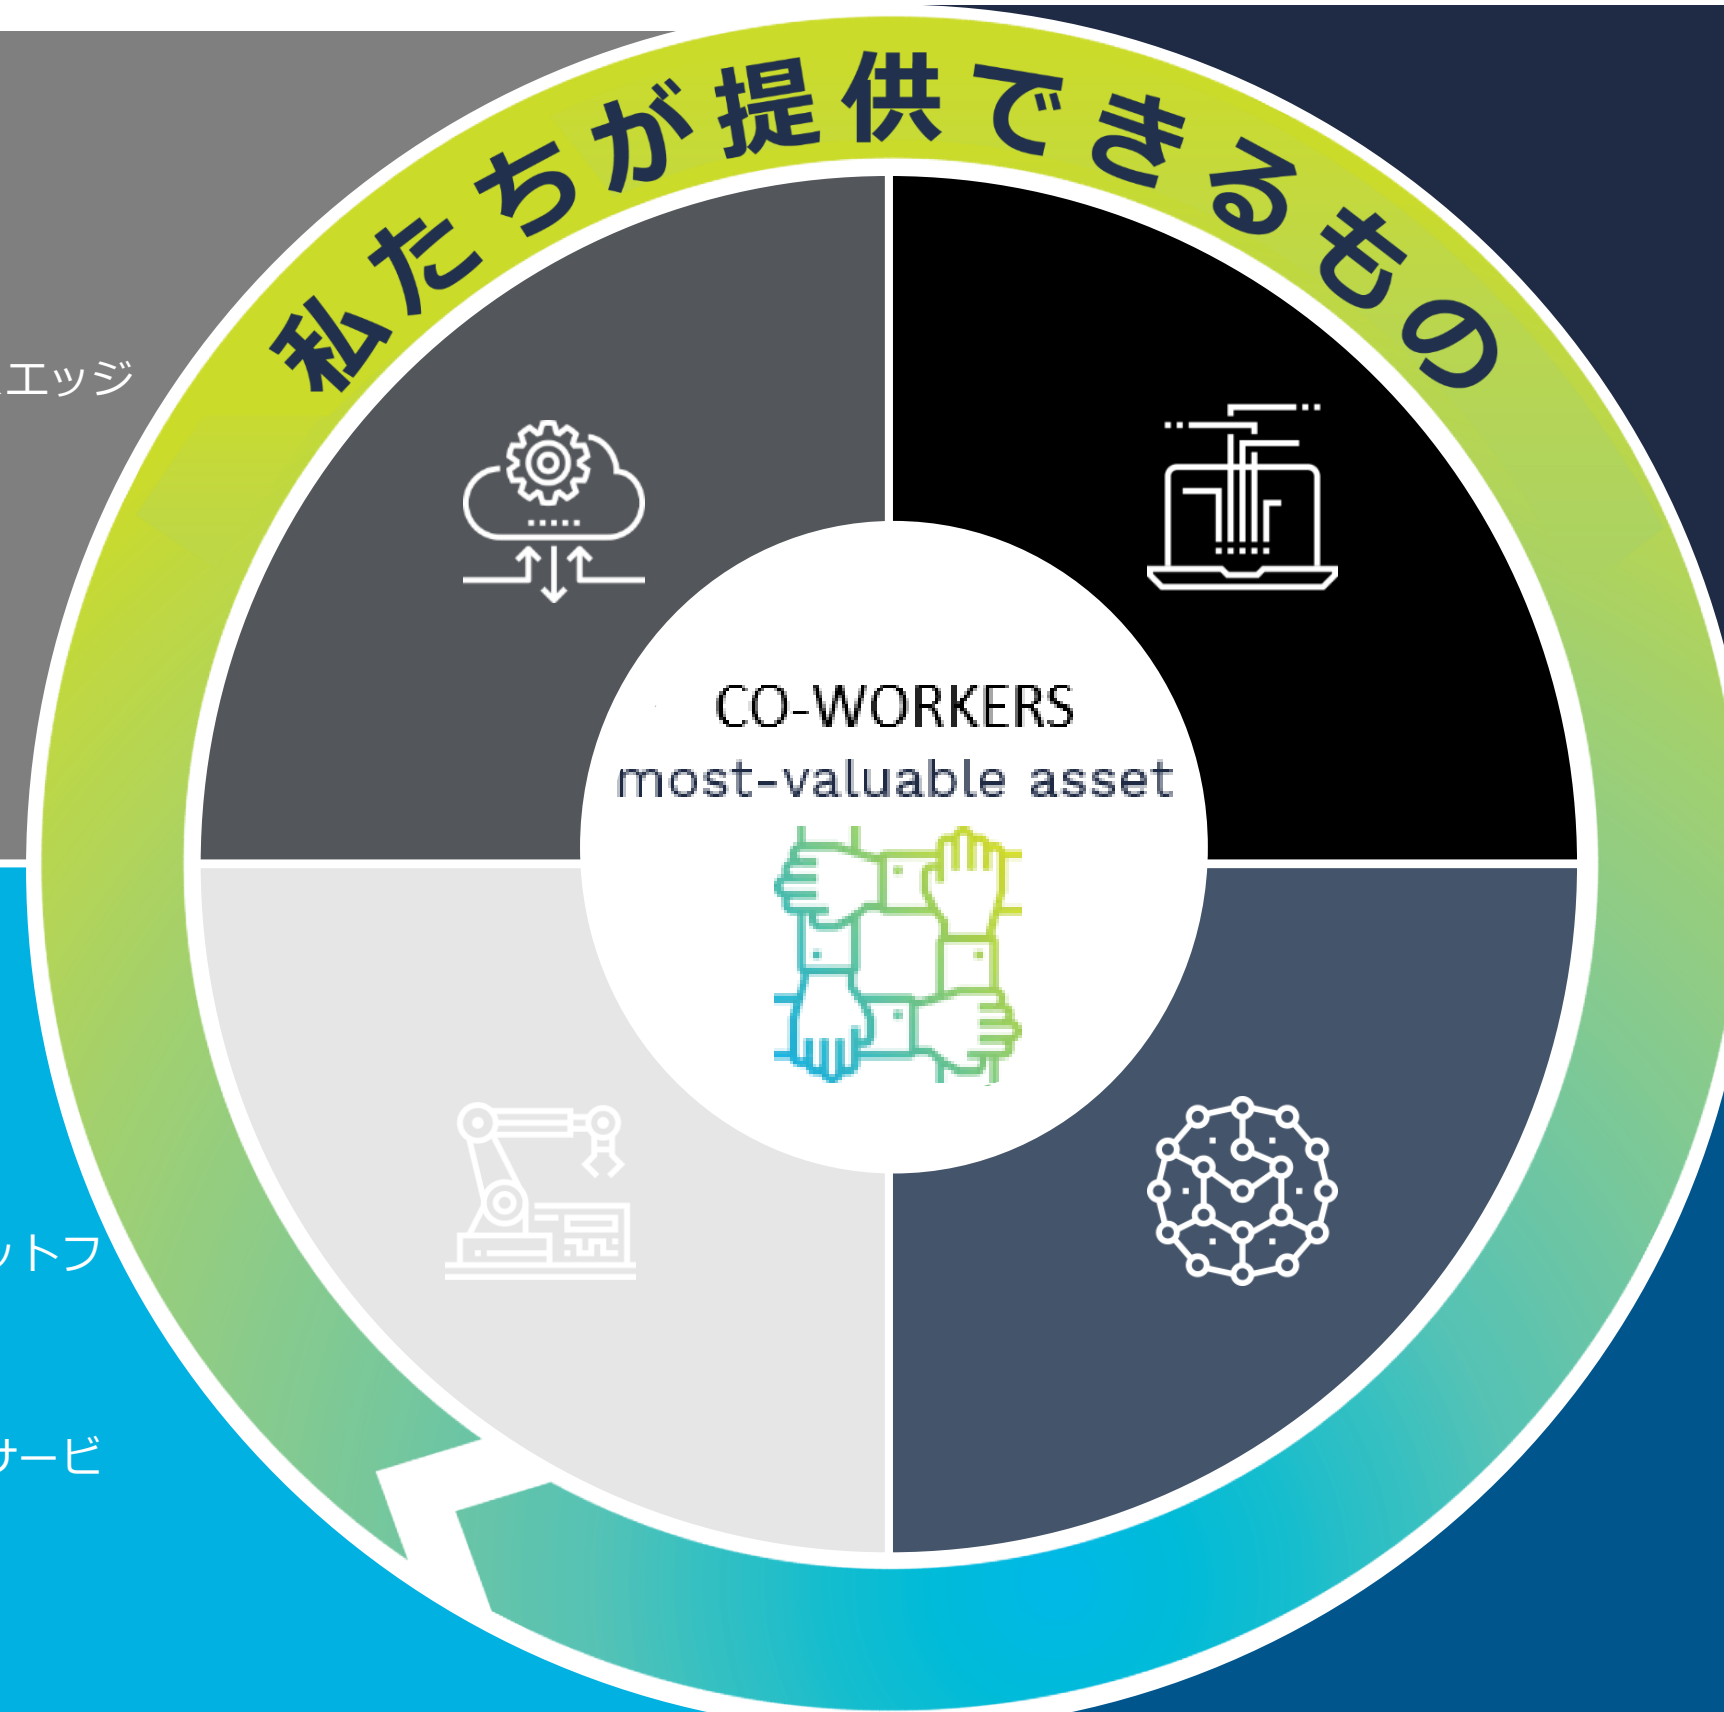 私たちが提供できるもの
エッジ
CO-WORKERS
most-valuable asset
ットフ
サービ